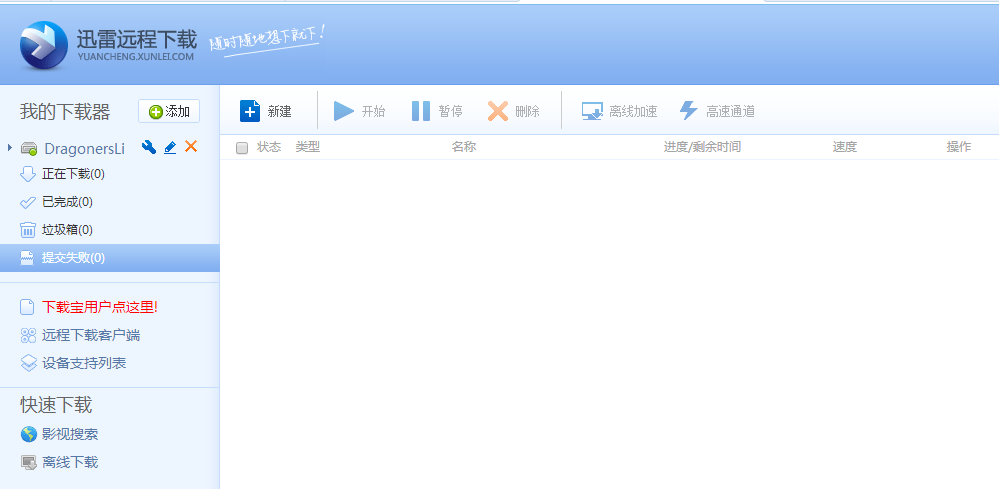 迅雷远程下载
YUANCHENG.XUNLEI.COM
随时随地想下就下!
我的下载器
添加
DragonersLi
正在下载(0)
已完成(0)
垃圾箱(0)
提交失败(0)
下载宝用户点这里!
远程下载客户端
设备支持列表
快速下载
影视搜索
离线下载
新建 开始 暂停 删除 离线加速 高速通道
状态 类型 名称 进度/剩余时间 速度 操作